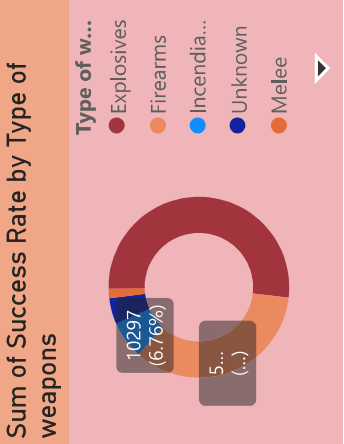 Sum of Success Rate by Type of
weapons
Type of w...
Explosives
Firearms
Incendia...
Unknown
Melee
10297
(6.76%)
5...
(...)